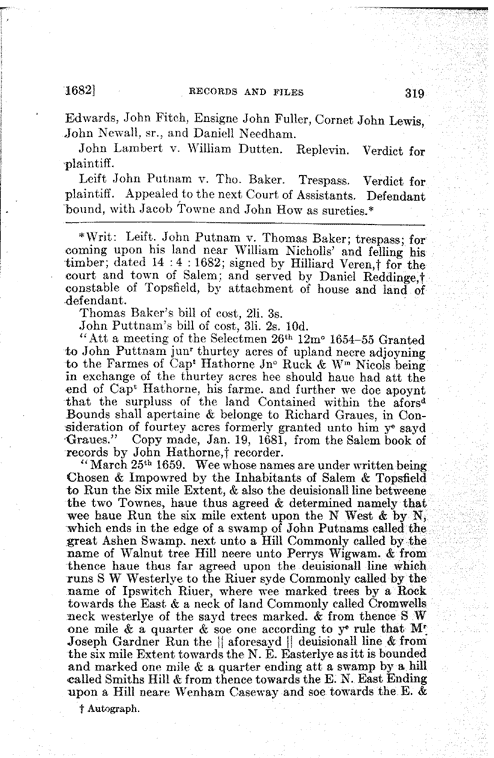 1682] RECORDS AND FILES 319
Edwards, John Fitch, Ensigne John Fuller, Cornet John Lewis,
John Newall, sr., and Daniell Needham.
John Lambert v. William Dutten. Replevin. Verdict for
plaintiff.
Leift John Putnam v. Tho. Baker. Trespass. Verdict for
plaintiff. Appealed to the next Court of Assistants. Defendant
bound, with Jacob Towne and John How as sureties.*
*Writ: Leift. John Putnam v. Thomas Baker; trespass; for
coming upon his land near William Nicholls' and felling his
timber; dated 14 : 4 : 1682; signed by Hilliard Veren,† for the
court and town of Salem; and served by Daniel Reddinge,†
constable of Topsfield, by attachment of house and land of
defendant.
Thomas Baker's bill of cost, 2li. 3s.
John Puttnam's bill of cost, 3li. 2s. 10d.
"Att a meeting of the Selectmen 26th 12mo 1654–55 Granted
to John Putnam junr thurtey acres of upland necre adjoyning
to the Farmes of Capt Hathorne Jno Ruck & Wm Nicols being
in exchange of the thurtey acres hee should haue had att the
end of Capt Hathorne, his farme. and further we doe apoynt
that the surpluss of the land Contained within the aforsd
Bounds shall apertaine & belonge to Richard Graues, in Con-
sideration of fourtey acres formerly granted unto him ye sayd
Graues." Copy made, Jan. 19, 1681, from the Salem book of
records by John Hathorne,† recorder.
"March 25th 1659. Wee whose names are under written being
Chosen & Impowred by the Inhabitants of Salem & Topsfield
to Run the Six mile Extent, & also the deuisionall line betweene
the two Townes, haue thus agreed & determined namely that
wee haue Run the six mile extent upon the N West & by N,
which ends in the edge of a swamp of John Putnams called the
great Ashen Swamp. next unto a Hill Commonly called by the
name of Walnut tree Hill neere unto Perrys Wigwam. & from
thence haue thus far agreed upon the deuisionall line which
runs S W Westerlye to the Riuer syde Commonly called by the
name of Ipswitch Riuer, where wee marked trees by a Rock
towards the East & a neck of land Commonly called Cromwells
neck westerlye of the sayd trees marked. & from thence S W
one mile & a quarter & soe one according to ye rule that Mr
Joseph Gardner Run the || aforesayd || deuisionall line & from
the six mile Extent towards the N. E. Easterlye as itt is bounded
and marked one mile & a quarter ending att a swamp by a hill
called Smiths Hill & from thence towards the E. N. East Ending
upon a Hill neare Wenham Caseway and soe towards the E. &
† Autograph.